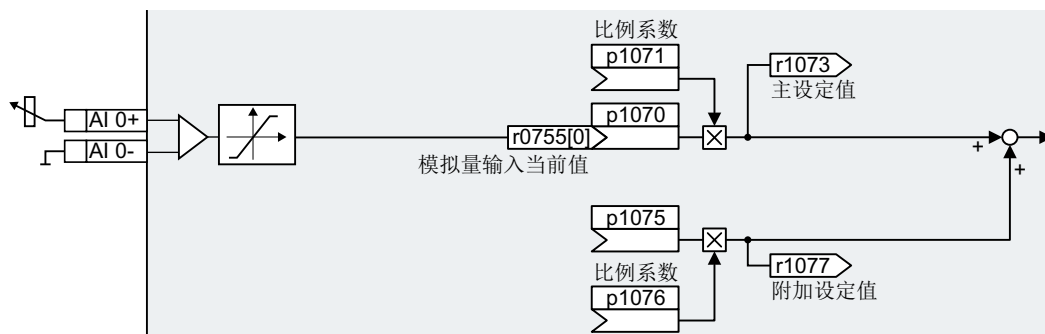 比例系数
p1071
r1073
主设定值
AI 0+
p1070
r0755[0]
AI 0-
模拟量输入当前值
+
+
p1075
比例系数
r1077
p1076
附加设定值